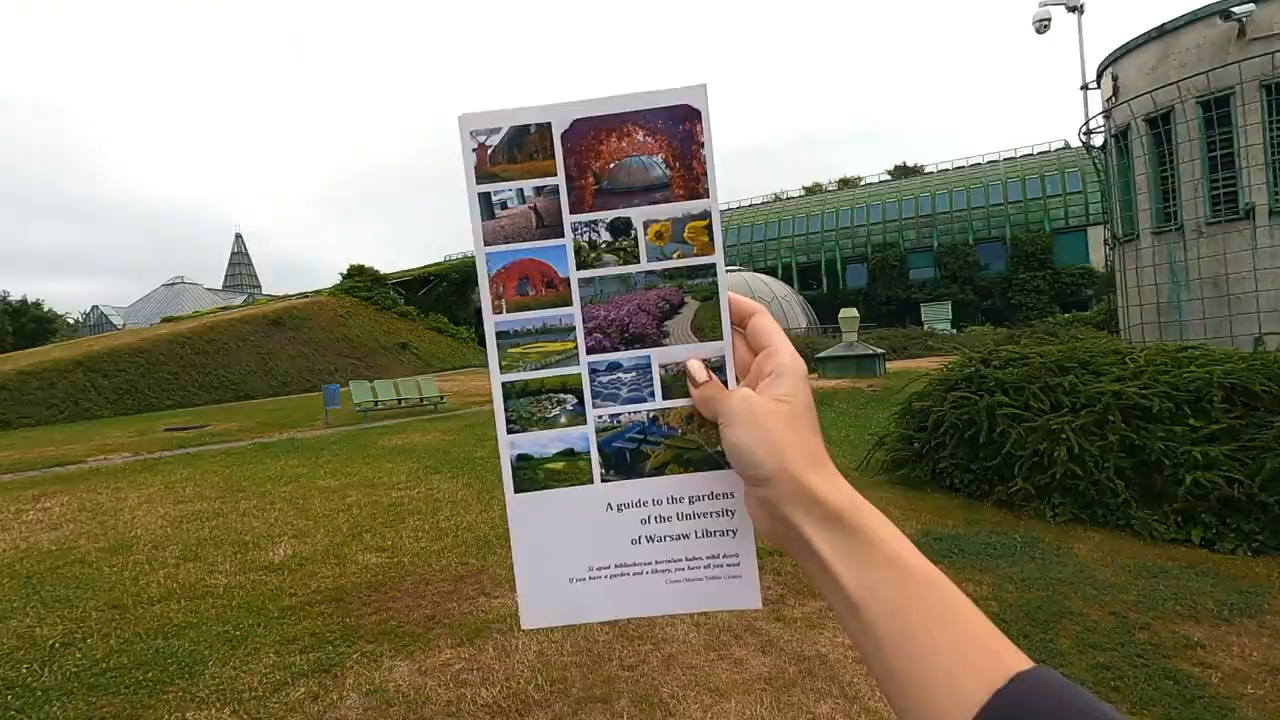 A guide to the gardens
of the University
of Warsaw Library
Si apud bibliothecam hortulum habes, nihil deerit
If you have a garden and a library, you have all you need
Cicero (Marcus Tullius Cicero)